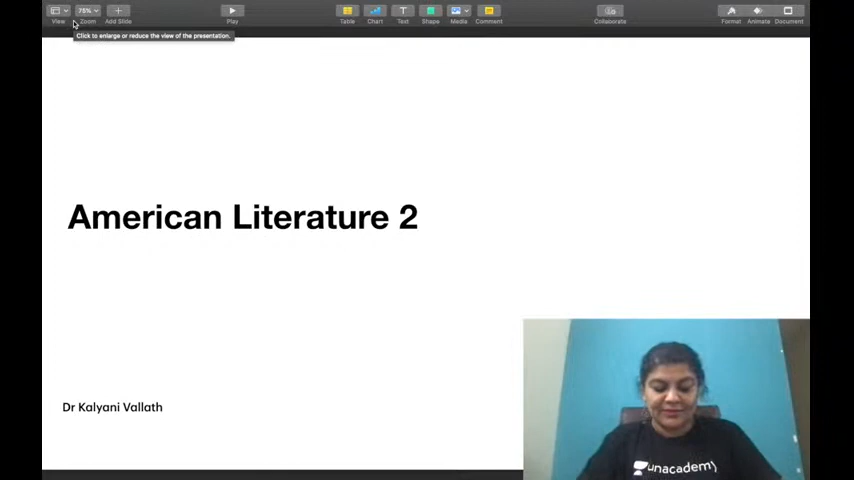 75%
View Zoom Add Slide Play Table Chart Text Shape Media Comment Collaborate Format Animate Document
Click to enlarge or reduce the view of the presentation.
American Literature 2
Dr Kalyani Vallath
unacademy